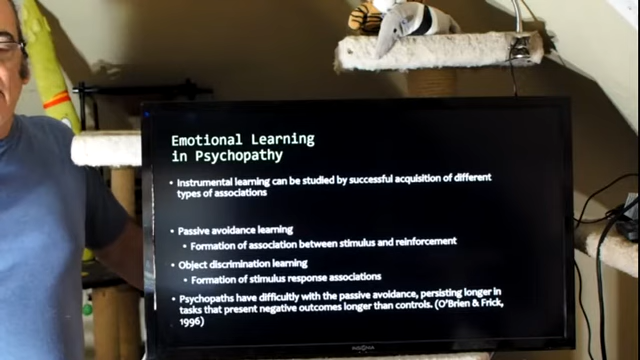 Emotional Learning
in Psychopathy
• Instrumental learning can be studied by successful acquisition of different
types of associations
• Passive avoidance learning
• Formation of association between stimulus and reinforcement
• Object discrimination learning
• Formation of stimulus response associations
• Psychopaths have difficultly with the passive avoidance, persisting longer in
tasks that present negative outcomes longer than controls. (O'Brien & Frick,
1996)
INSIGNIA